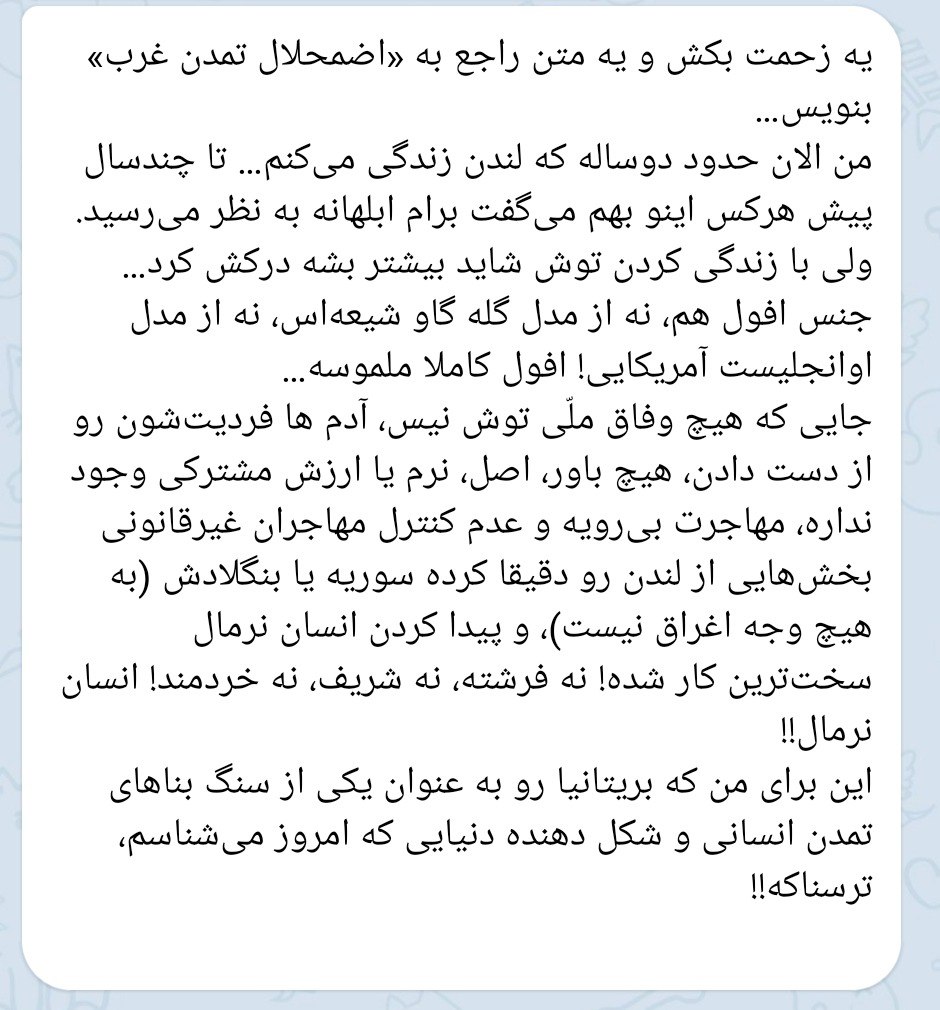 یه زحمت بکش و یه متن راجع به «اضمحلال تمدن غرب»
بنویس...
من الان حدود دوساله که لندن زندگی می‌کنم... تا چندسال
پیش هرکس اینو بهم می‌گفت برام ابلهانه به نظر می‌رسید.
ولی با زندگی کردن توش شاید بیشتر بشه درکش کرد...
جنس افول هم، نه از مدل گله گاو شیعه‌اس، نه از مدل
اوانجلیست آمریکایی! افول کاملا ملموسه...
جایی که هیچ وفاق ملّی توش نیس، آدم ها فردیت‌شون رو
از دست دادن، هیچ باور، اصل، نرم یا ارزش مشترکی وجود
نداره، مهاجرت بی‌رویه و عدم کنترل مهاجران غیرقانونی
بخش‌هایی از لندن رو دقیقا کرده سوریه یا بنگلادش (به
هیچ وجه اغراق نیست)، و پیدا کردن انسان نرمال
سخت‌ترین کار شده! نه فرشته، نه شریف، نه خردمند! انسان
نرمال!!
این برای من که بریتانیا رو به عنوان یکی از سنگ بناهای
تمدن انسانی و شکل دهنده دنیایی که امروز می‌شناسم،
ترسناکه!!